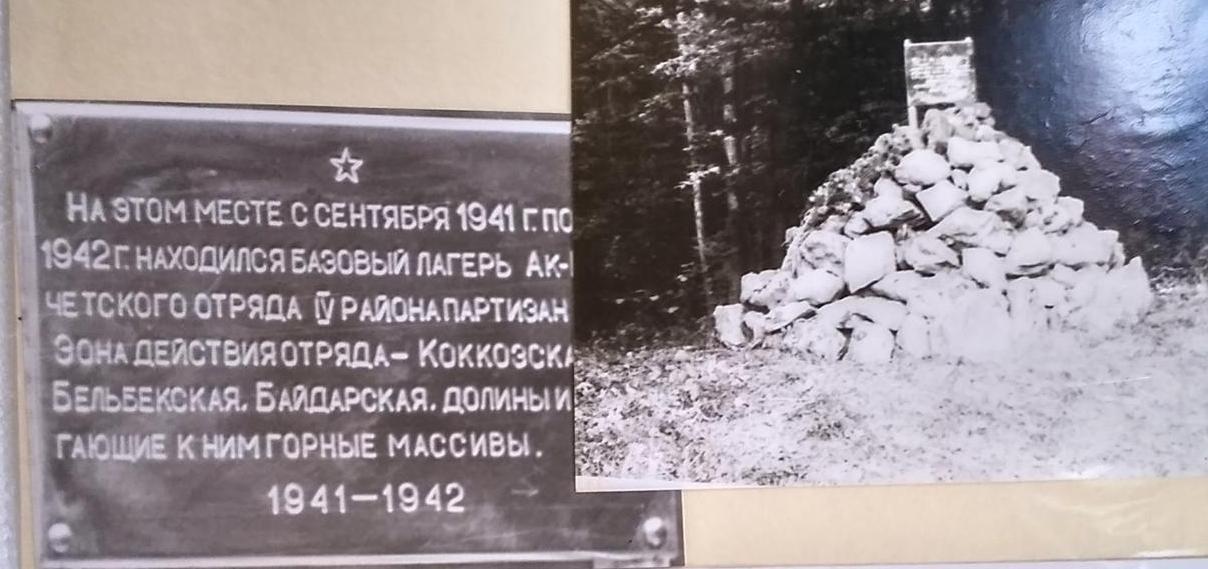 НА ЭТОМ МЕСТЕ С СЕНТЯБРЯ 1941 Г. ПО
1942 Г. НАХОДИЛСЯ БАЗОВЫЙ ЛАГЕРЬ АК-
ЧЕТСКОГО ОТРЯДА IV РАЙОНА ПАРТИЗАН
ЗОНА ДЕЙСТВИЯ ОТРЯДА – КОККОЗСКА
БЕЛЬБЕКСКАЯ. БАЙДАРСКАЯ. ДОЛИНЫ И
ГАЮЩИЕ К НИМ ГОРНЫЕ МАССИВЫ.
1941–1942